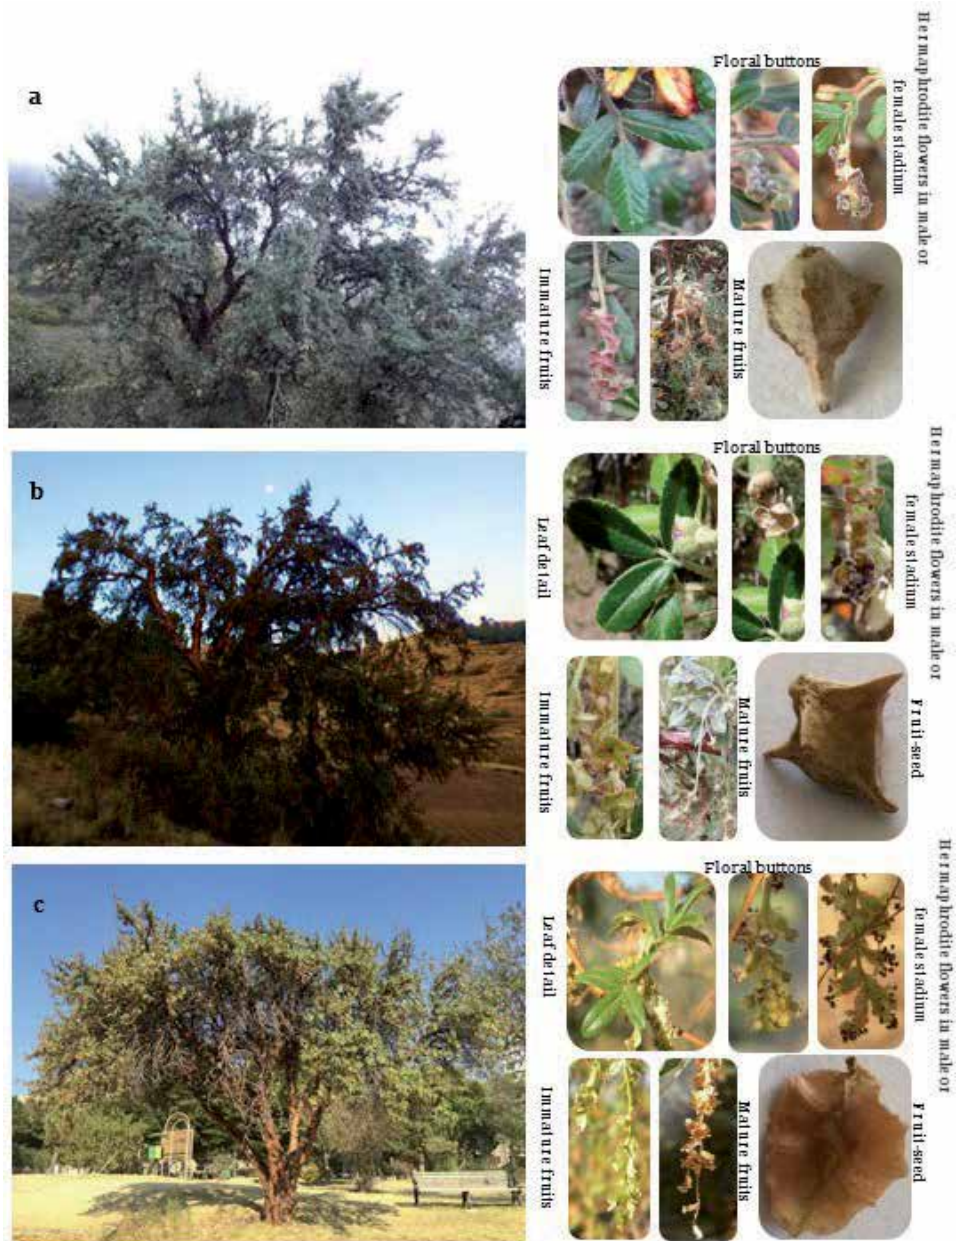 a
Floral buttons
Hermaphrodite flowers in male or
female stadium
Immature fruits
Mature fruits
b
Floral buttons
Hermaphrodite flowers in male or
female stadium
Leaf detail
Immature fruits
Mature fruits
Fruit-seed
c
Floral buttons
Hermaphrodite flowers in male or
female stadium
Leaf detail
Immature fruits
Mature fruits
Fruit-seed